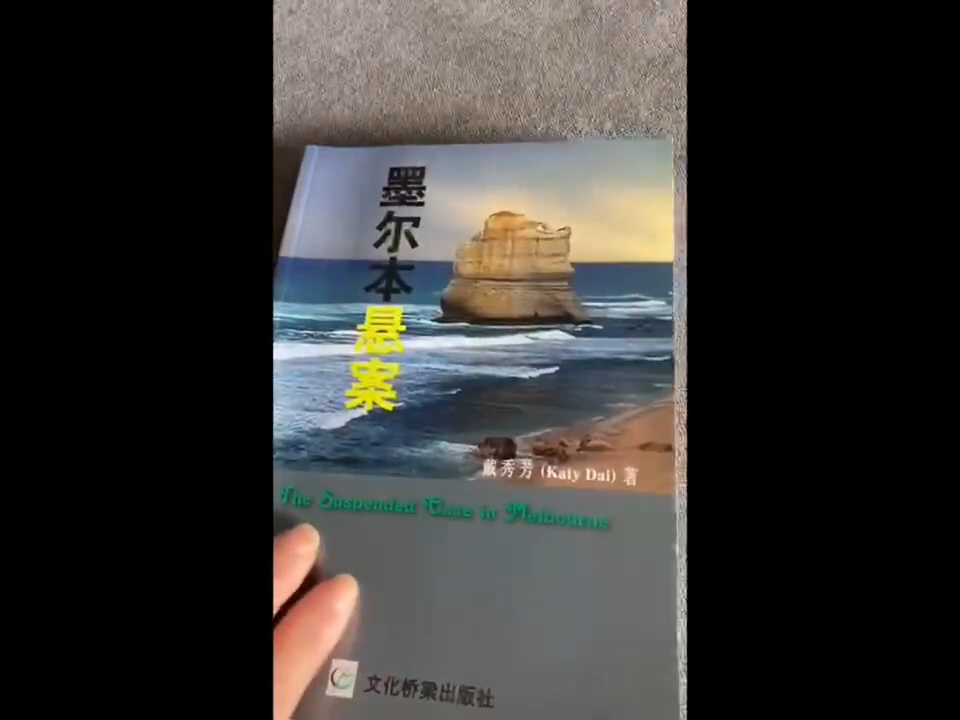 墨尔本悬案
戴秀芳 (Katy Dai) 著
The Suspended Case in Melbourne
文化桥梁出版社